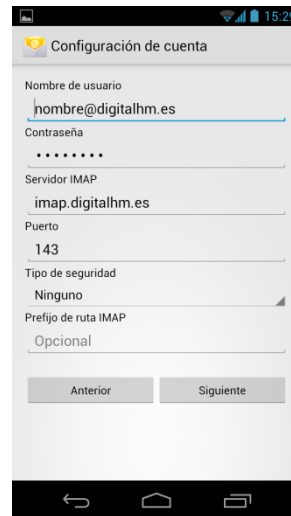 15:29
Configuración de cuenta
Nombre de usuario
nombre@digitalhm.es
Contraseña
••••••••
Servidor IMAP
imap.digitalhm.es
Puerto
143
Tipo de seguridad
Ninguno
Prefijo de ruta IMAP
Opcional
Anterior Siguiente